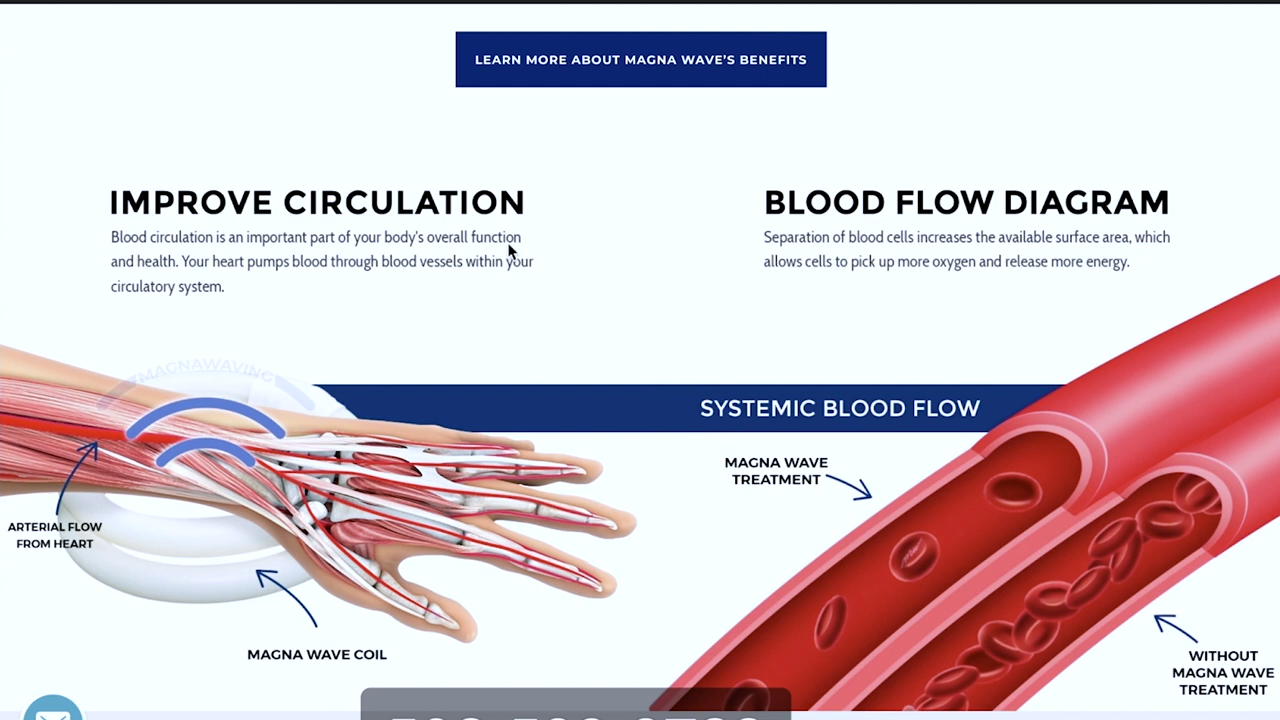 LEARN MORE ABOUT MAGNA WAVE'S BENEFITS
IMPROVE CIRCULATION
Blood circulation is an important part of your body's overall function
and health. Your heart pumps blood through blood vessels within your
circulatory system.
BLOOD FLOW DIAGRAM
Separation of blood cells increases the available surface area, which
allows cells to pick up more oxygen and release more energy.
MAGNAWAVING
SYSTEMIC BLOOD FLOW
MAGNA WAVE
TREATMENT
ARTERIAL FLOW
FROM HEART
MAGNA WAVE COIL
WITHOUT
MAGNA WAVE
TREATMENT